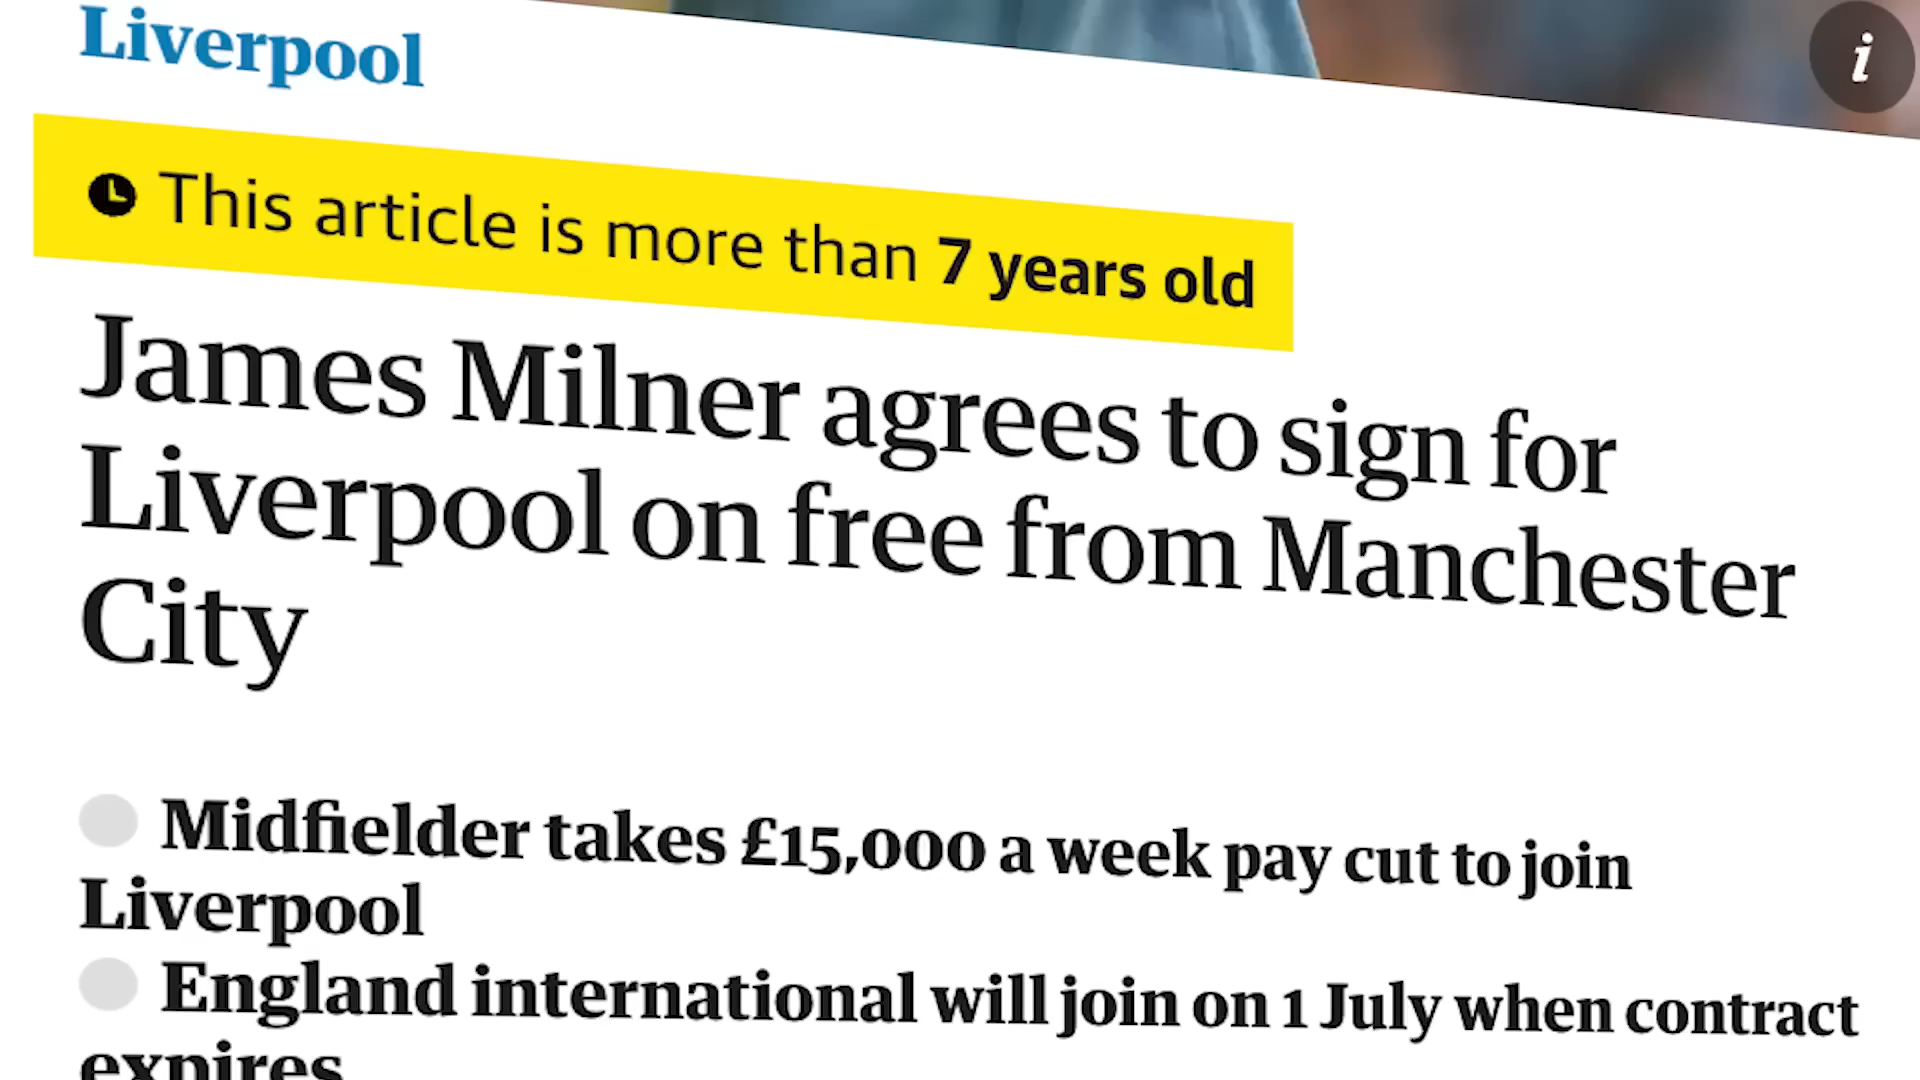 Liverpool
This article is more than 7 years old
James Milner agrees to sign for
Liverpool on free from Manchester
City
Midfielder takes £15,000 a week pay cut to join
Liverpool
England international will join on 1 July when contract
expires
i